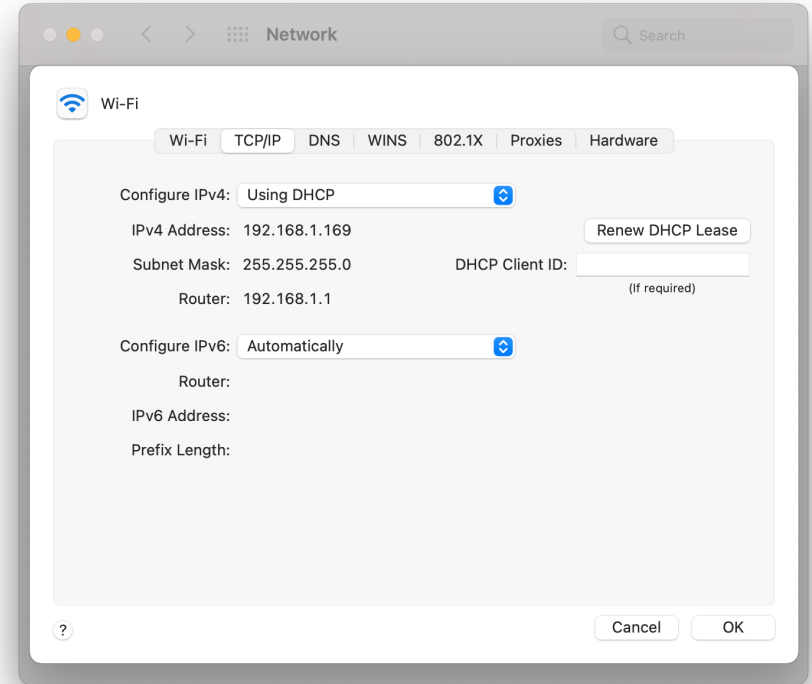 Network
Search
Wi-Fi
Wi-Fi TCP/IP DNS WINS 802.1X Proxies Hardware
Configure IPv4: Using DHCP
IPv4 Address: 192.168.1.169 Renew DHCP Lease
Subnet Mask: 255.255.255.0 DHCP Client ID:
(If required)
Router: 192.168.1.1
Configure IPv6: Automatically
Router:
IPv6 Address:
Prefix Length:
?
Cancel OK